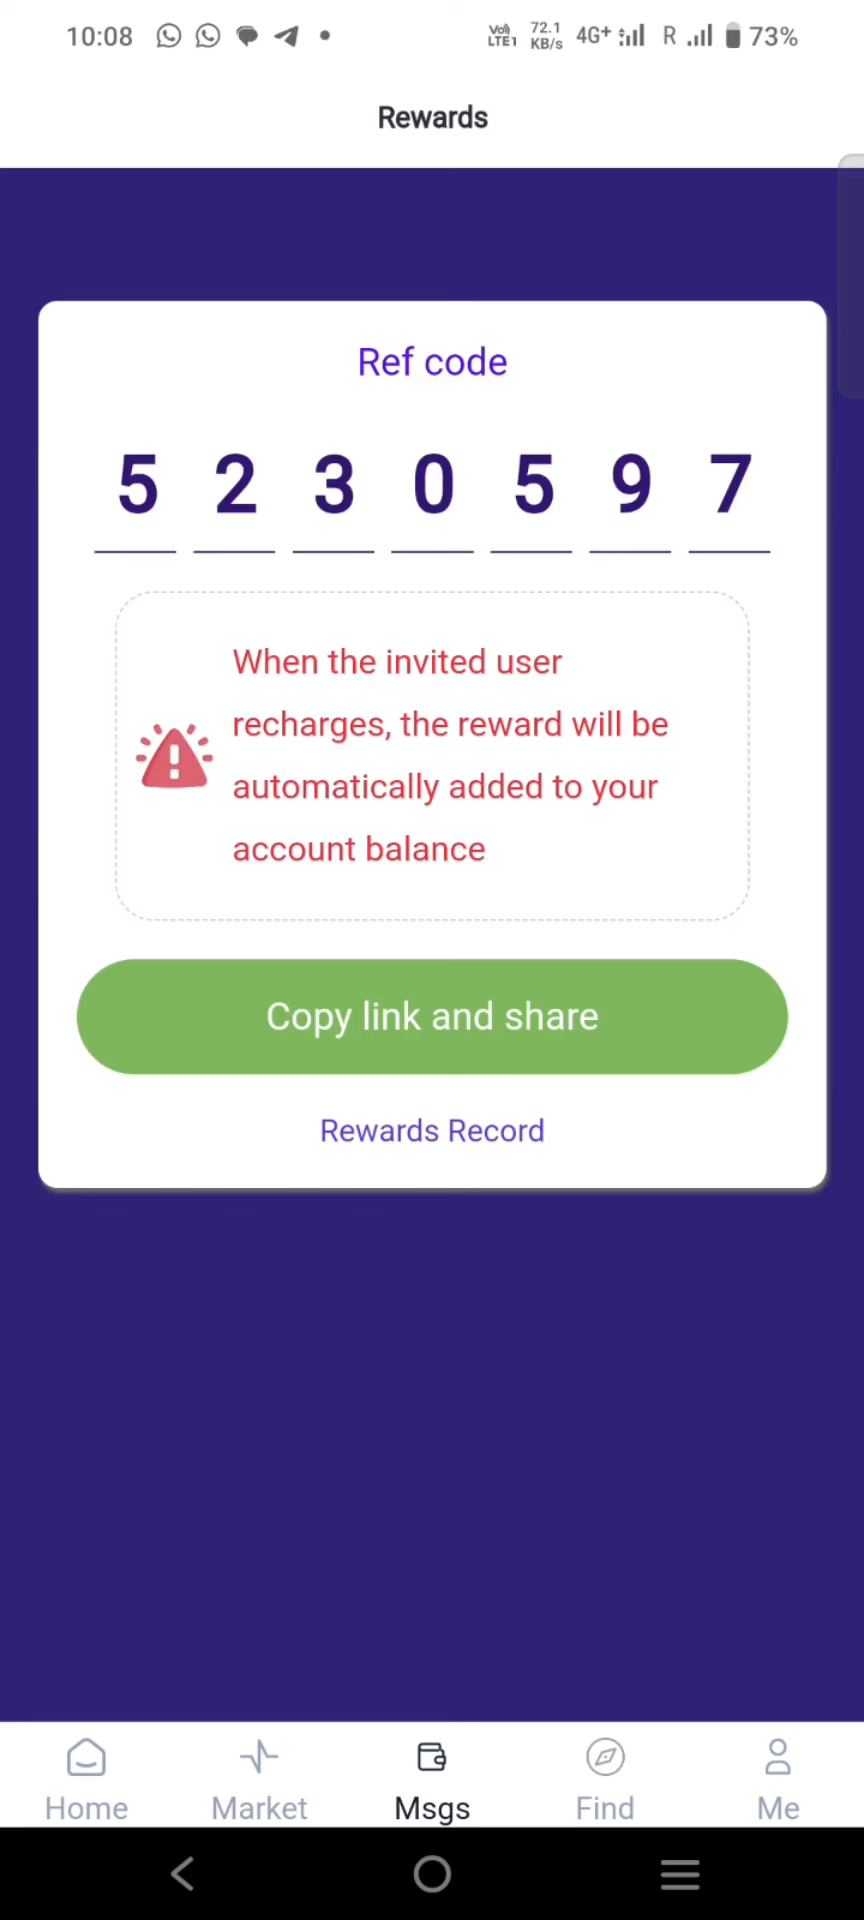 10:08 Vo) LTE1 72.1 KB/s 4G+ R 73%
Rewards
Ref code
5 2 3 0 5 9 7
When the invited user
recharges, the reward will be
automatically added to your
account balance
Copy link and share
Rewards Record
Home Market Msgs Find Me